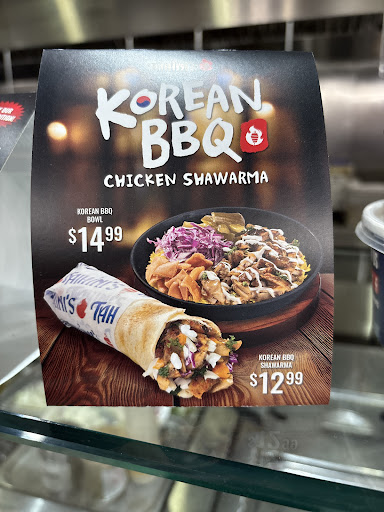 KOREAN
BBQ
CHICKEN SHAWARMA
KOREAN BBQ
BOWL
$14.99
KOREAN BBQ
SHAWARMA
$12.99